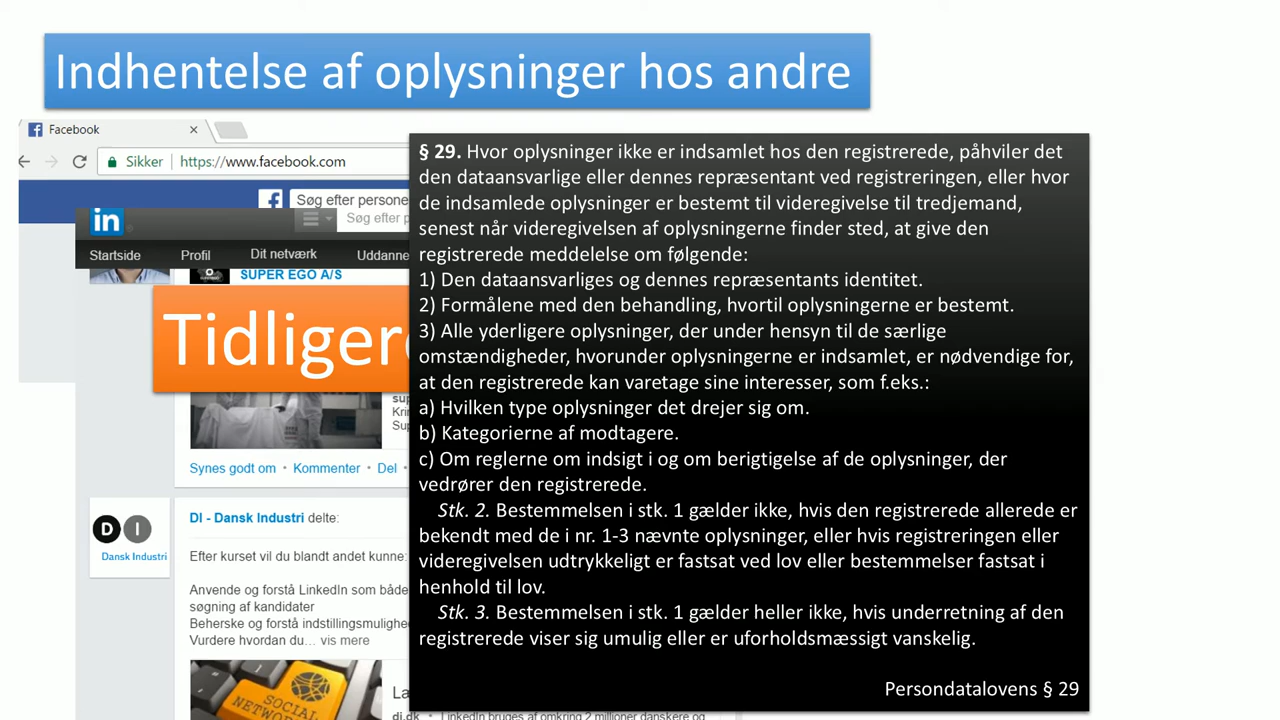 Indhentelse af oplysninger hos andre
Facebook
Sikker
https://www.facebook.com
Søg efter persone
in
Søg efter p
Startside Profil Dit netværk Uddanne
SUPER EGO A/S
Tidligere
Kri
Sup
Synes godt om • Kommenter • Del •
D I
Dansk Industri
DI - Dansk Industri delte:
Efter kurset vil du blandt andet kunne:
Anvende og forstå LinkedIn som både
søgning af kandidater
Beherske og forstå indstillingsmulighe
Vurdere hvordan du... vis mere
SOCIAL
NETWOR
Læ
di.dk • LinkedIn bruges af omkring 2 millioner danskere og
§ 29. Hvor oplysninger ikke er indsamlet hos den registrerede, påhviler det
den dataansvarlige eller dennes repræsentant ved registreringen, eller hvor
de indsamlede oplysninger er bestemt til videregivelse til tredjemand,
senest når videregivelsen af oplysningerne finder sted, at give den
registrerede meddelelse om følgende:
1) Den dataansvarliges og dennes repræsentants identitet.
2) Formålene med den behandling, hvortil oplysningerne er bestemt.
3) Alle yderligere oplysninger, der under hensyn til de særlige
omstændigheder, hvorunder oplysningerne er indsamlet, er nødvendige for,
at den registrerede kan varetage sine interesser, som f.eks.:
a) Hvilken type oplysninger det drejer sig om.
b) Kategorierne af modtagere.
c) Om reglerne om indsigt i og om berigtigelse af de oplysninger, der
vedrører den registrerede.
Stk. 2. Bestemmelsen i stk. 1 gælder ikke, hvis den registrerede allerede er
bekendt med de i nr. 1-3 nævnte oplysninger, eller hvis registreringen eller
videregivelsen udtrykkeligt er fastsat ved lov eller bestemmelser fastsat i
henhold til lov.
Stk. 3. Bestemmelsen i stk. 1 gælder heller ikke, hvis underretning af den
registrerede viser sig umulig eller er uforholdsmæssigt vanskelig.
Persondatalovens § 29